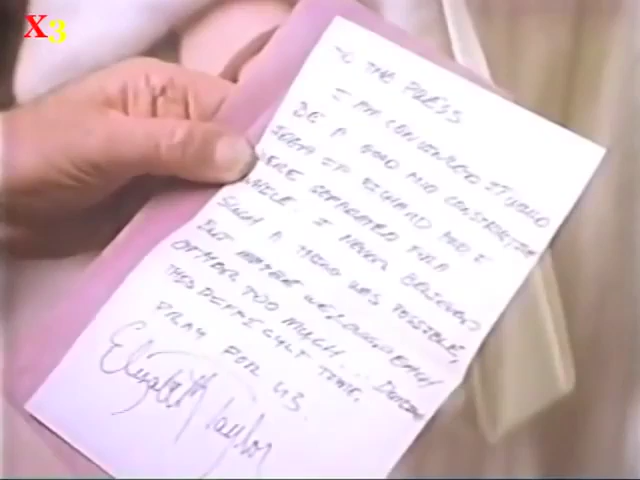 X3
TO THE PRESS
I AM CONVINCED IT WOULD
BE A GOOD AND CONSTRUCTIVE
IDEA IF RICHARD AND I
WERE SEPARATED FOR A
WHILE. I NEVER BELIEVED
SUCH A THING WAS POSSIBLE,
BUT MAYBE WE LOVED EACH
OTHER TOO MUCH... DURING
THIS DIFFICULT TIME,
PRAY FOR US.
Elizabeth Taylor